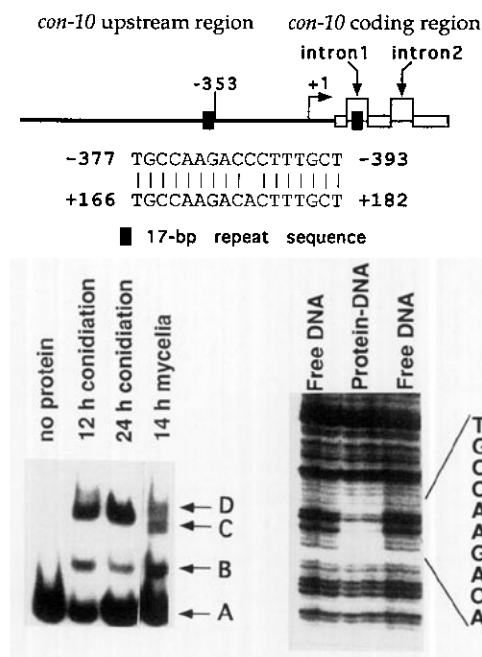 con-10 upstream region con-10 coding region
intron1 intron2
-353 +1
-377 TGCCAAGACCCTTTGCT -393
+166 TGCCAAGACACTTTGCT +182
17-bp repeat sequence
no protein
12 h conidiation
24 h conidiation
14 h mycelia
D
C
B
A
Free DNA
Protein-DNA
Free DNA
T
G
C
C
A
A
G
A
C
A